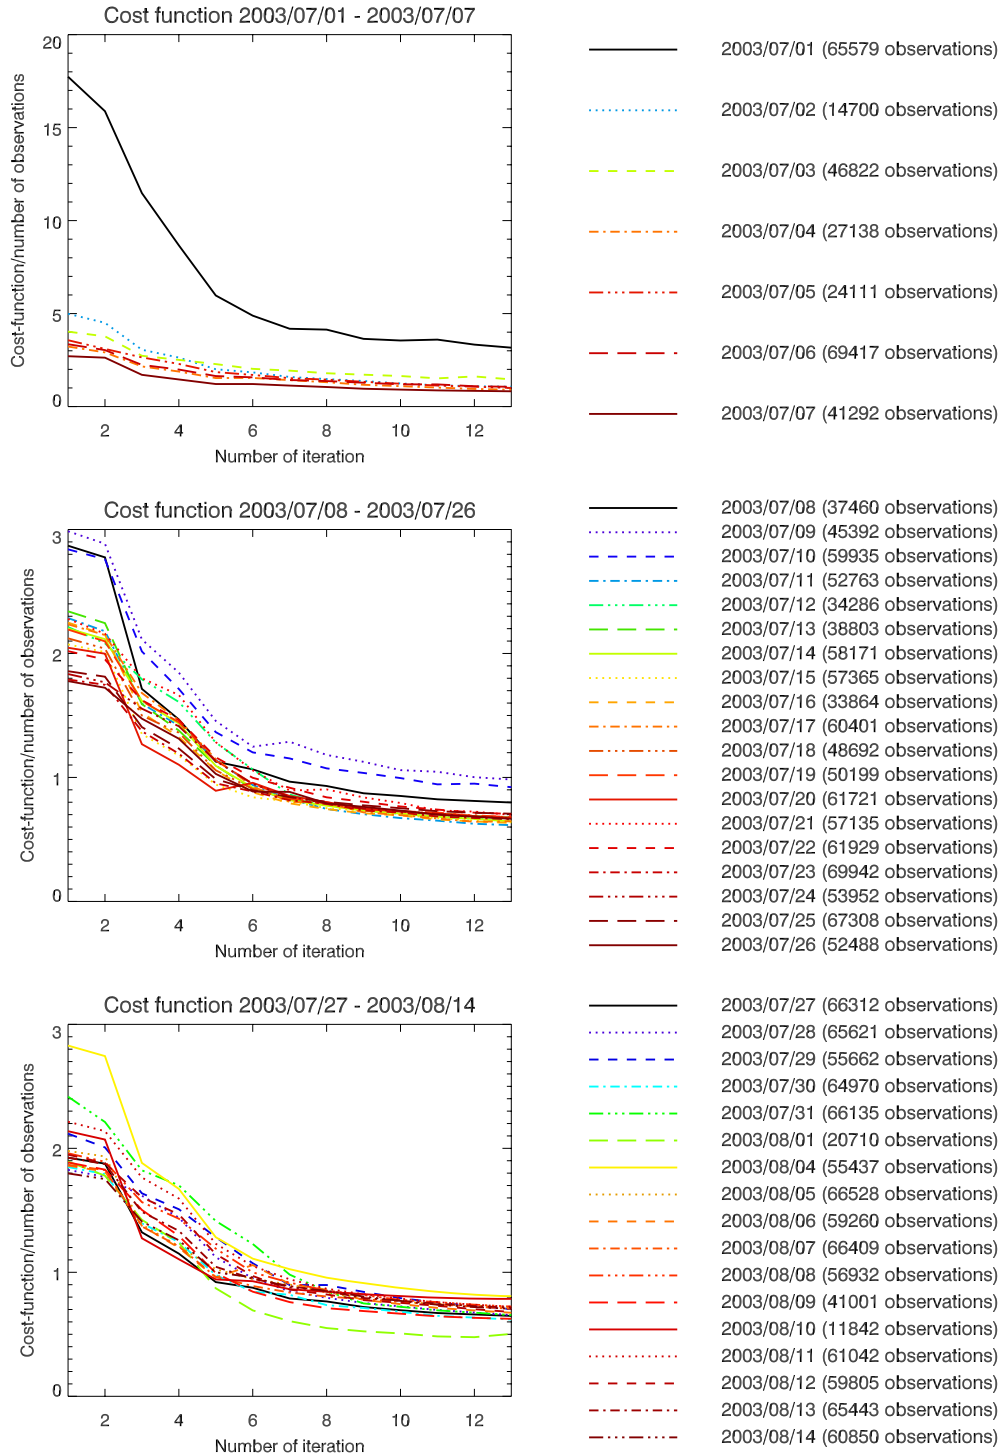 Cost function 2003/07/01 - 2003/07/07
20
15
10
5
0
2 4 6 8 10 12
Number of iteration
Cost-function/number of observations
2003/07/01 (65579 observations)
2003/07/02 (14700 observations)
2003/07/03 (46822 observations)
2003/07/04 (27138 observations)
2003/07/05 (24111 observations)
2003/07/06 (69417 observations)
2003/07/07 (41292 observations)
Cost function 2003/07/08 - 2003/07/26
3
2
1
0
2 4 6 8 10 12
Number of iteration
Cost-function/number of observations
2003/07/08 (37460 observations)
2003/07/09 (45392 observations)
2003/07/10 (59935 observations)
2003/07/11 (52763 observations)
2003/07/12 (34286 observations)
2003/07/13 (38803 observations)
2003/07/14 (58171 observations)
2003/07/15 (57365 observations)
2003/07/16 (33864 observations)
2003/07/17 (60401 observations)
2003/07/18 (48692 observations)
2003/07/19 (50199 observations)
2003/07/20 (61721 observations)
2003/07/21 (57135 observations)
2003/07/22 (61929 observations)
2003/07/23 (69942 observations)
2003/07/24 (53952 observations)
2003/07/25 (67308 observations)
2003/07/26 (52488 observations)
Cost function 2003/07/27 - 2003/08/14
3
2
1
0
2 4 6 8 10 12
Number of iteration
Cost-function/number of observations
2003/07/27 (66312 observations)
2003/07/28 (65621 observations)
2003/07/29 (55662 observations)
2003/07/30 (64970 observations)
2003/07/31 (66135 observations)
2003/08/01 (20710 observations)
2003/08/04 (55437 observations)
2003/08/05 (66528 observations)
2003/08/06 (59260 observations)
2003/08/07 (66409 observations)
2003/08/08 (56932 observations)
2003/08/09 (41001 observations)
2003/08/10 (11842 observations)
2003/08/11 (61042 observations)
2003/08/12 (59805 observations)
2003/08/13 (65443 observations)
2003/08/14 (60850 observations)